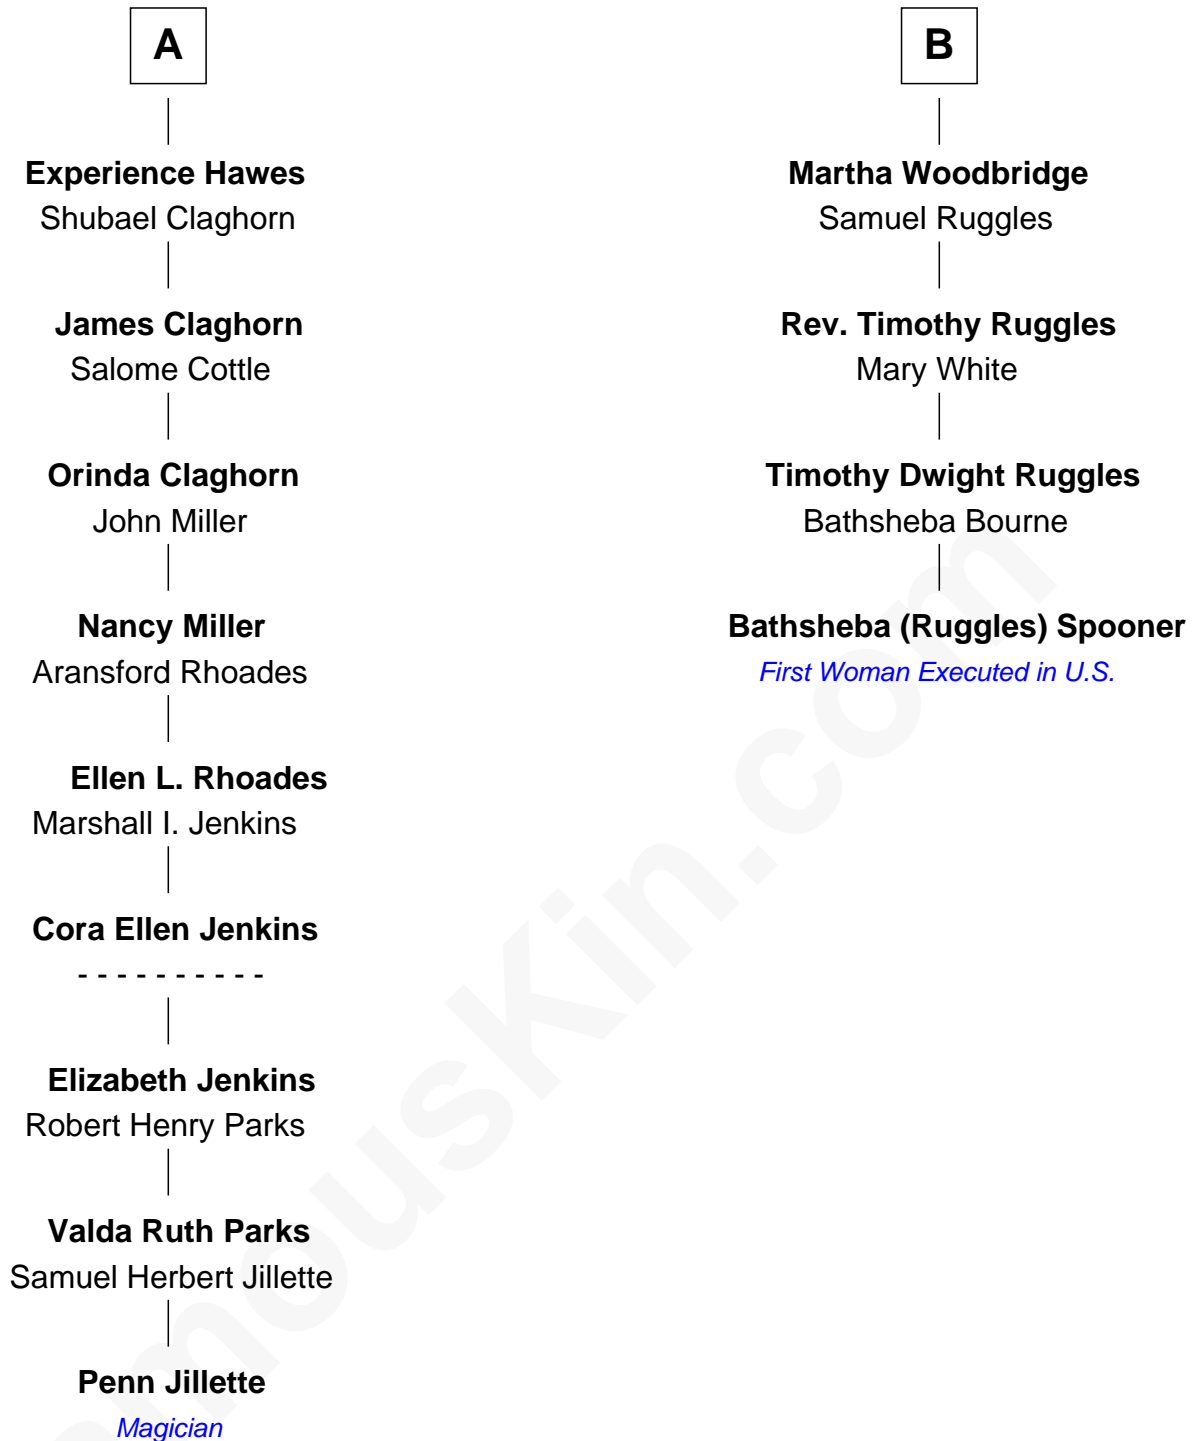 A
Experience Hawes
Shubael Claghorn
James Claghorn
Salome Cottle
Orinda Claghorn
John Miller
Nancy Miller
Aransford Rhoades
Ellen L. Rhoades
Marshall I. Jenkins
Cora Ellen Jenkins
- - - - - - - - - -
Elizabeth Jenkins
Robert Henry Parks
Valda Ruth Parks
Samuel Herbert Jillette
Penn Jillette
Magician
B
Martha Woodbridge
Samuel Ruggles
Rev. Timothy Ruggles
Mary White
Timothy Dwight Ruggles
Bathsheba Bourne
Bathsheba (Ruggles) Spooner
First Woman Executed in U.S.
mousKin.com